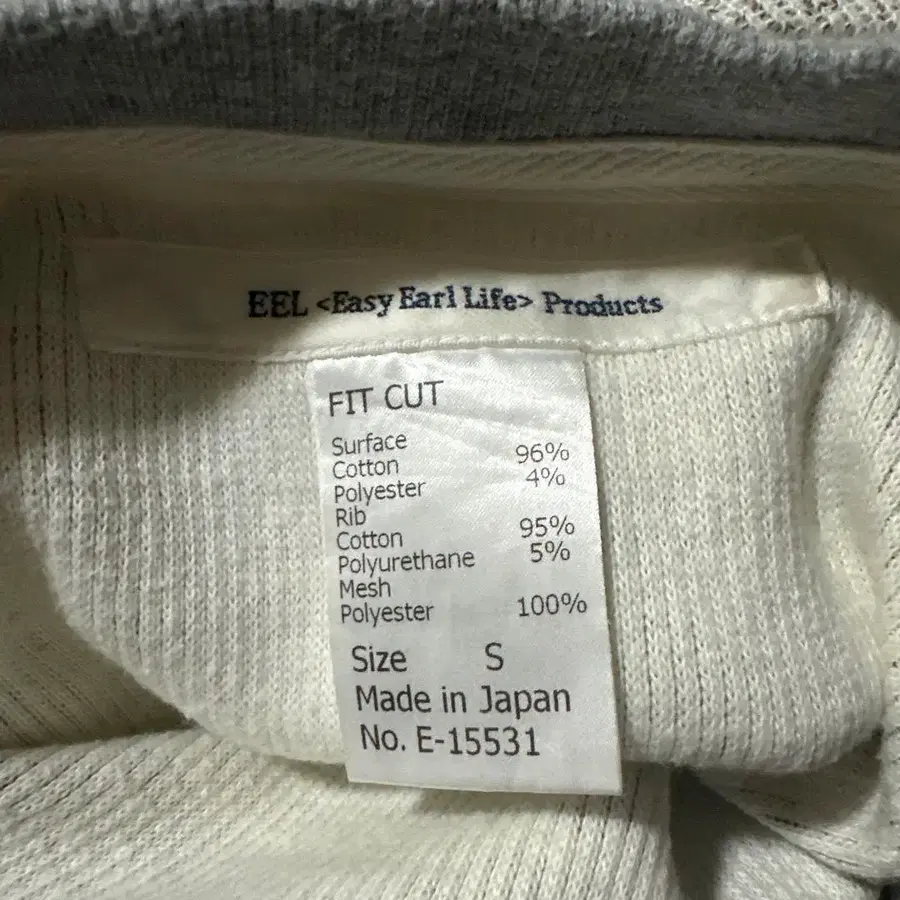 EEL <Easy Earl Life> Products
FIT CUT
Surface
Cotton 96%
Polyester 4%
Rib
Cotton 95%
Polyurethane 5%
Mesh
Polyester 100%
Size S
Made in Japan
No. E-15531